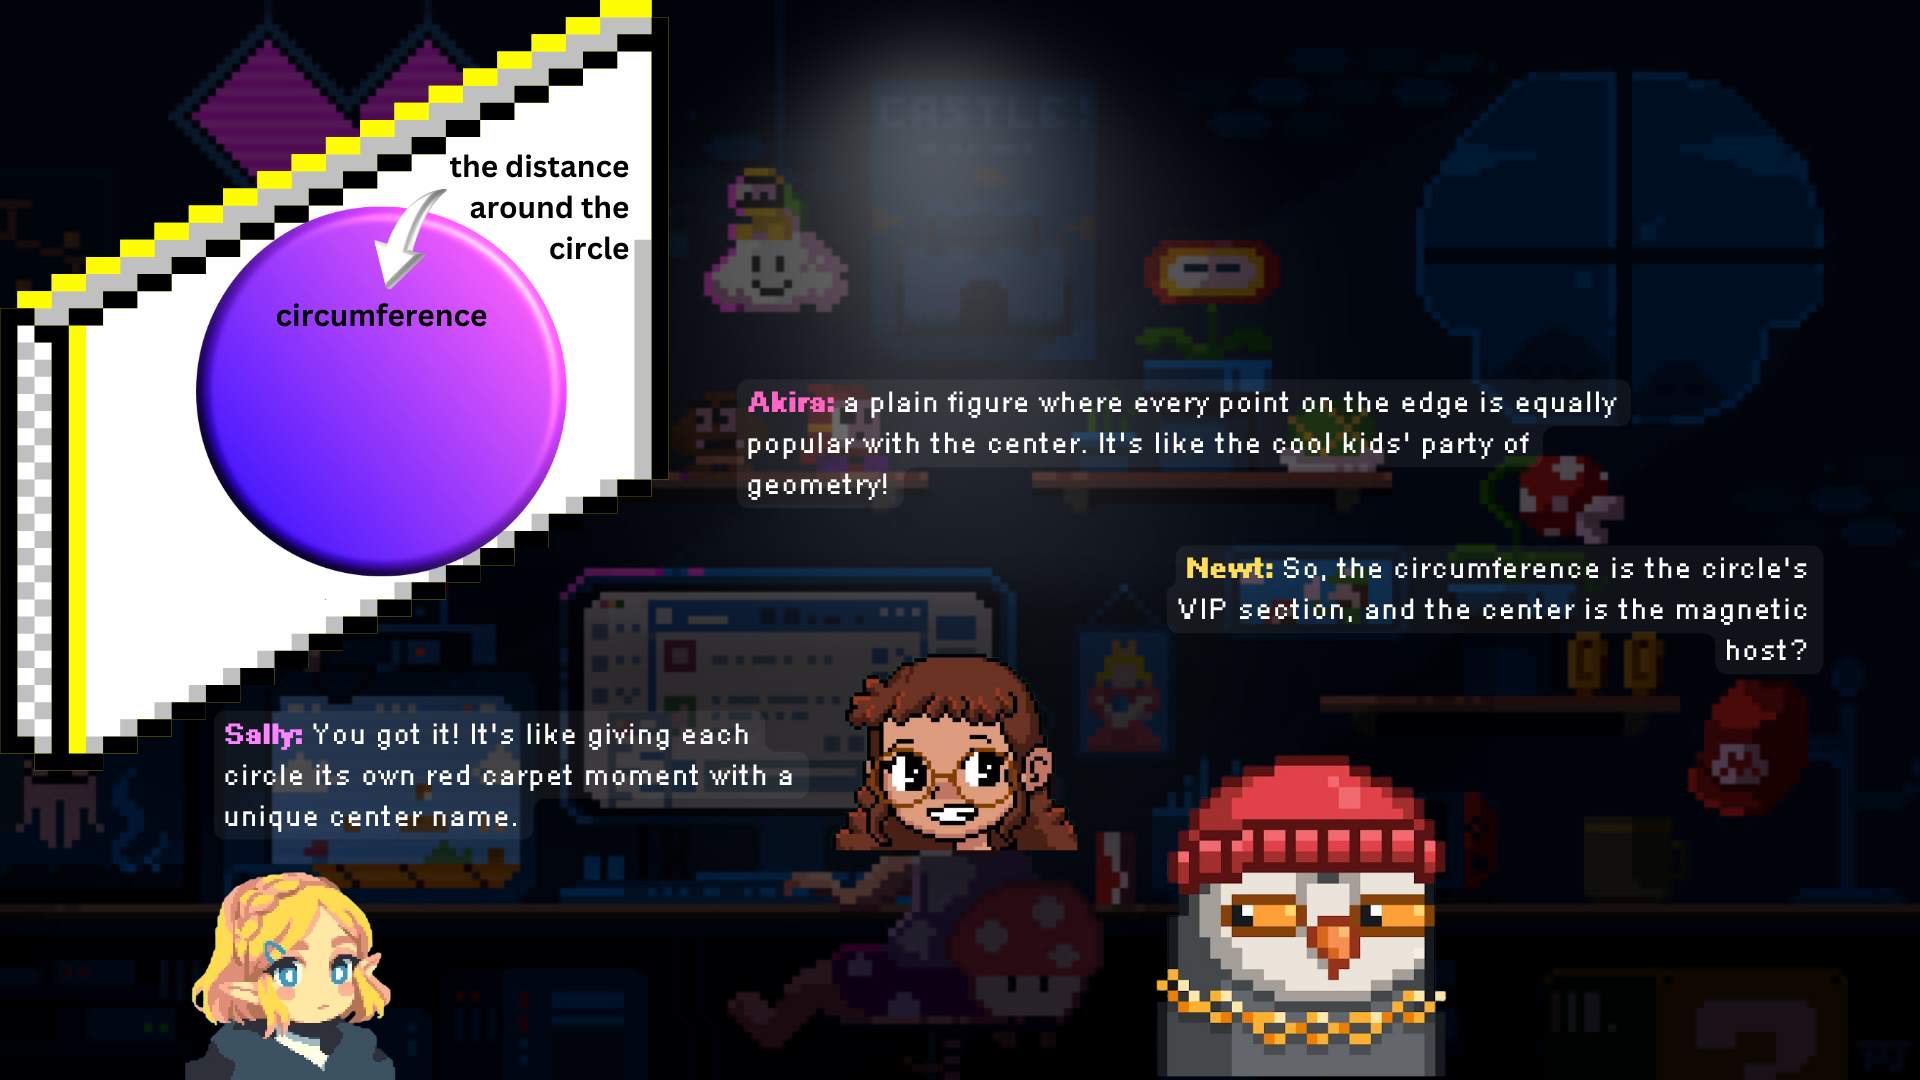 CASTLE!
the distance
around the
circle
circumference
Akira: a plain figure where every point on the edge is equally
popular with the center. It's like the cool kids' party of
geometry!
Newt: So, the circumference is the circle's
VIP section, and the center is the magnetic
host?
Sally: You got it! It's like giving each
circle its own red carpet moment with a
unique center name.